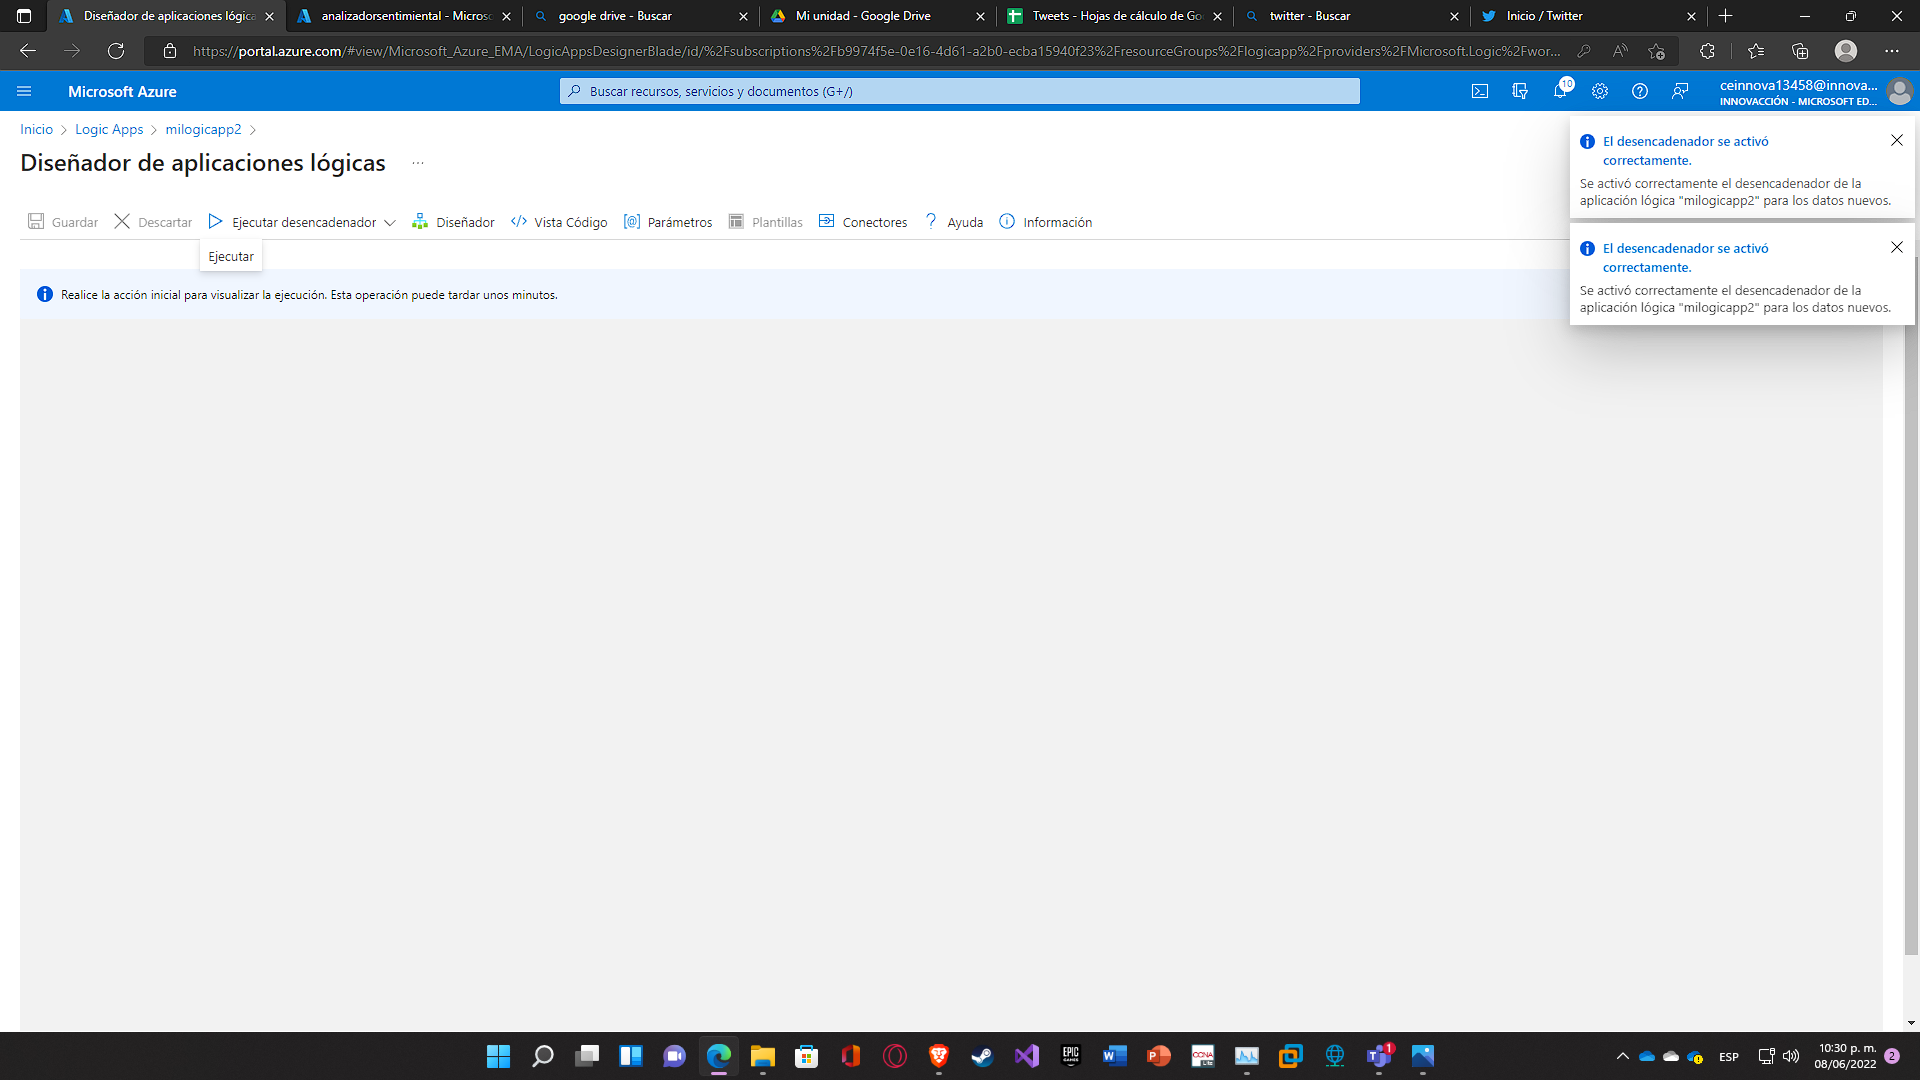 Diseñador de aplicaciones lógica
analizadorsentimiental - Microso
google drive - Buscar
Mi unidad - Google Drive
Tweets - Hojas de cálculo de Go
twitter - Buscar
Inicio / Twitter
https://portal.azure.com/#view/Microsoft_Azure_EMA/LogicAppsDesignerBlade/id/%2Fsubscriptions%2Fb9974f5e-0e16-4d61-a2b0-ecba15940f23%2FresourceGroups%2Flogicapp%2Fproviders%2FMicrosoft.Logic%2Fwor...
Microsoft Azure
Buscar recursos, servicios y documentos (G+/)
10
ceinnova13458@innova...
INNOVACCIÓN - MICROSOFT ED...
Inicio > Logic Apps > milogicapp2 >
Diseñador de aplicaciones lógicas ...
Guardar
Descartar
Ejecutar desencadenador
Diseñador
Vista Código
Parámetros
Plantillas
Conectores
Ayuda
Información
Ejecutar
Realice la acción inicial para visualizar la ejecución. Esta operación puede tardar unos minutos.
El desencadenador se activó
correctamente.
Se activó correctamente el desencadenador de la
aplicación lógica "milogicapp2" para los datos nuevos.
El desencadenador se activó
correctamente.
Se activó correctamente el desencadenador de la
aplicación lógica "milogicapp2" para los datos nuevos.
EPIC
GAMES
CCNA
1
ESP
10:30 p. m.
08/06/2022
2